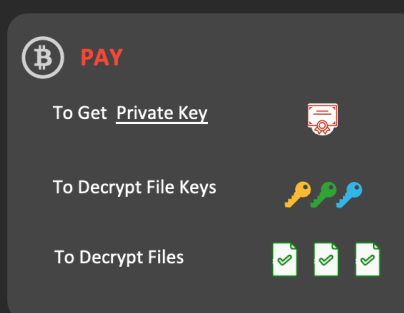 PAY
To Get Private Key
To Decrypt File Keys
To Decrypt Files